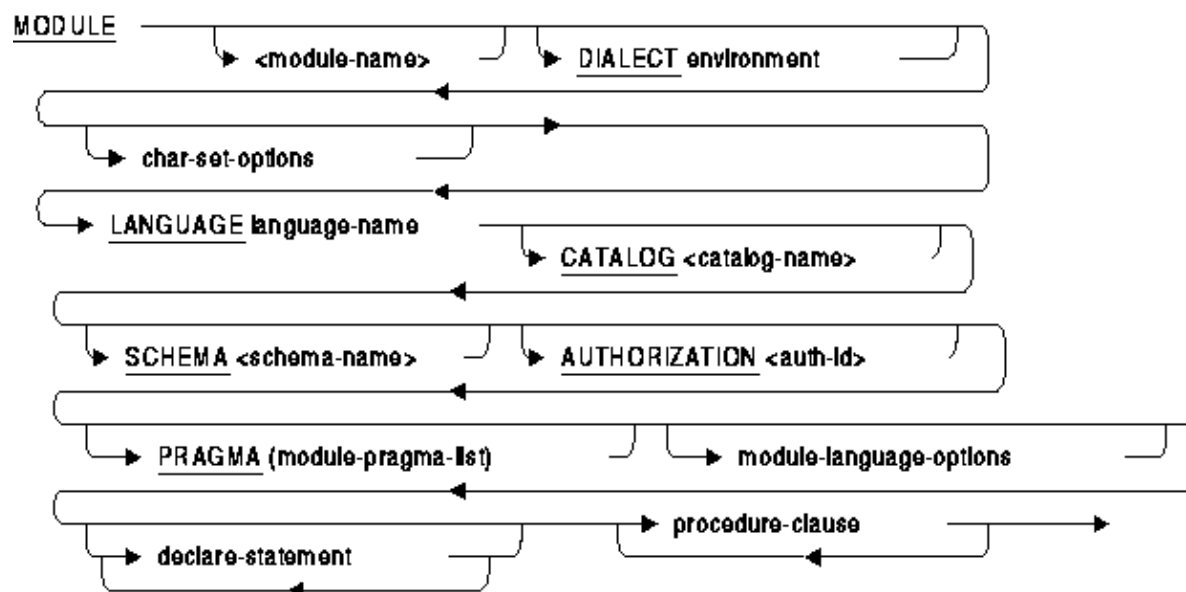 MODULE
<module-name> DIALECT environment
char-set-options
LANGUAGE language-name
CATALOG <catalog-name>
SCHEMA <schema-name> AUTHORIZATION <auth-id>
PRAGMA (module-pragma-list) module-language-options
procedure-clause
declare-statement